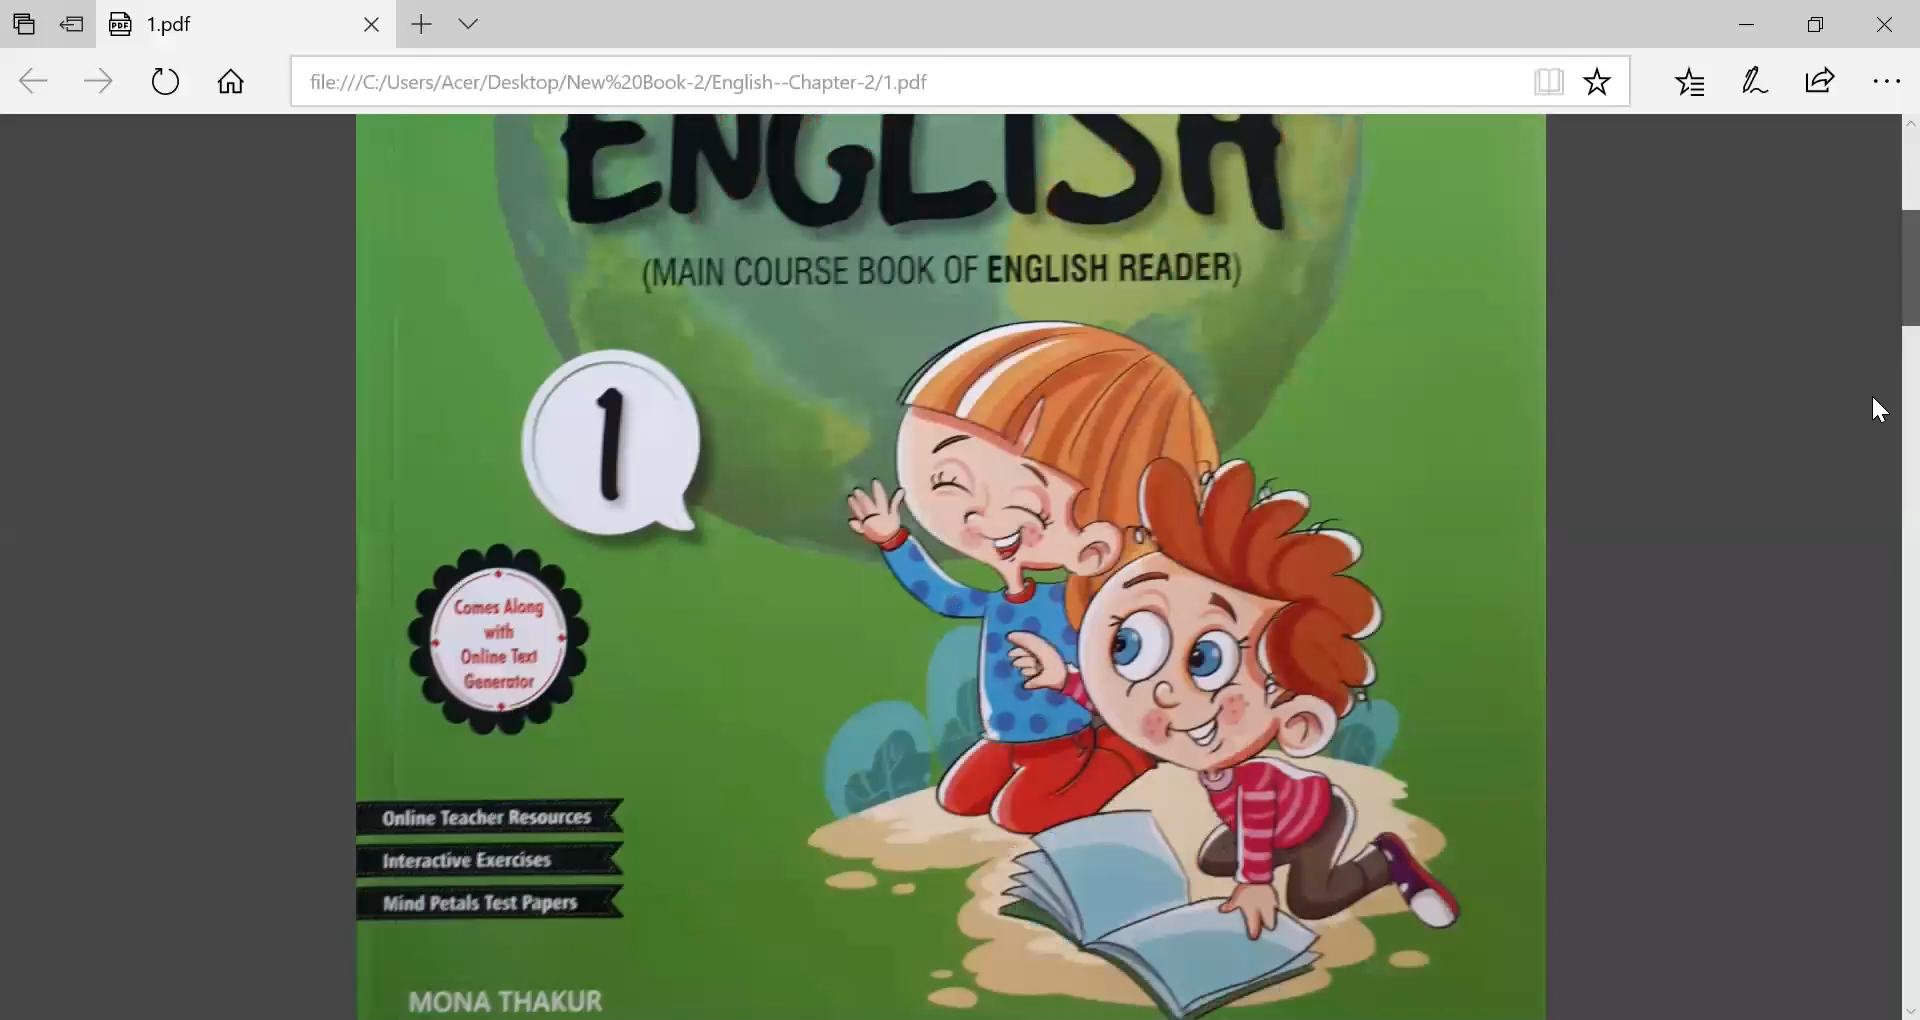 1.pdf
file:///C:/Users/Acer/Desktop/New%20Book-2/English--Chapter-2/1.pdf
ENGLISH
(MAIN COURSE BOOK OF ENGLISH READER)
1
Comes Along
with
Online Text
Generator
Online Teacher Resources
Interactive Exercises
Mind Petals Test Papers
MONA THAKUR